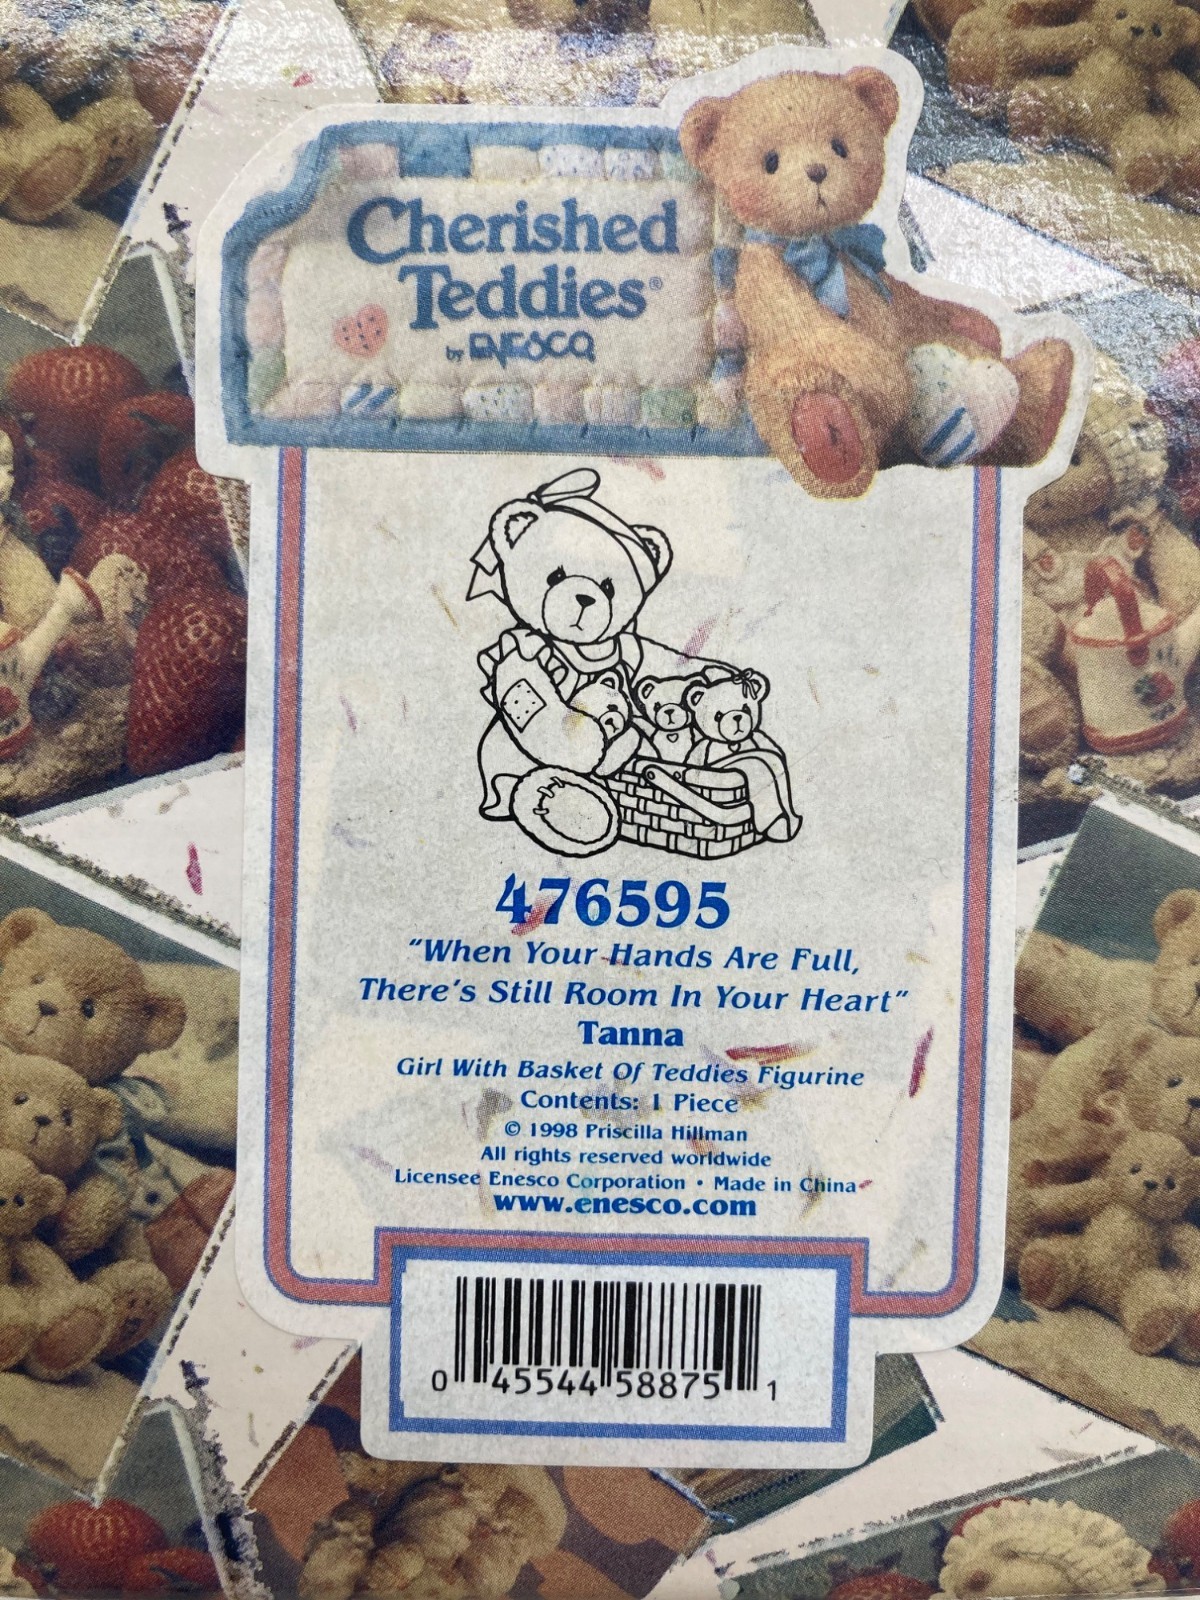 Cherished
Teddies®
by ENESCO
476595
“When Your Hands Are Full,
There's Still Room In Your Heart”
Tanna
Girl With Basket Of Teddies Figurine
Contents: 1 Piece
© 1998 Priscilla Hillman
All rights reserved worldwide
Licensee Enesco Corporation • Made in China
www.enesco.com
0 45544 58875 1